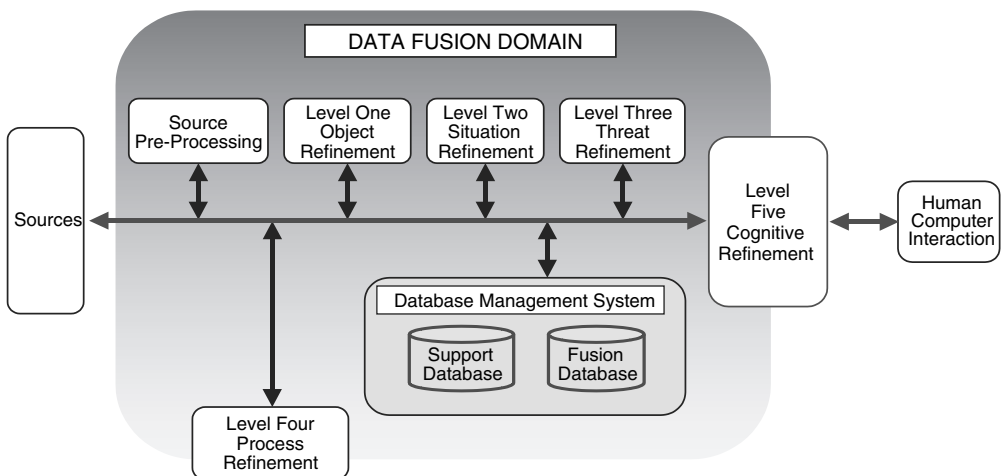 DATA FUSION DOMAIN
Source
Pre-Processing
Level One
Object
Refinement
Level Two
Situation
Refinement
Level Three
Threat
Refinement
Sources
Level
Five
Cognitive
Refinement
Human
Computer
Interaction
Database Management System
Support
Database
Fusion
Database
Level Four
Process
Refinement